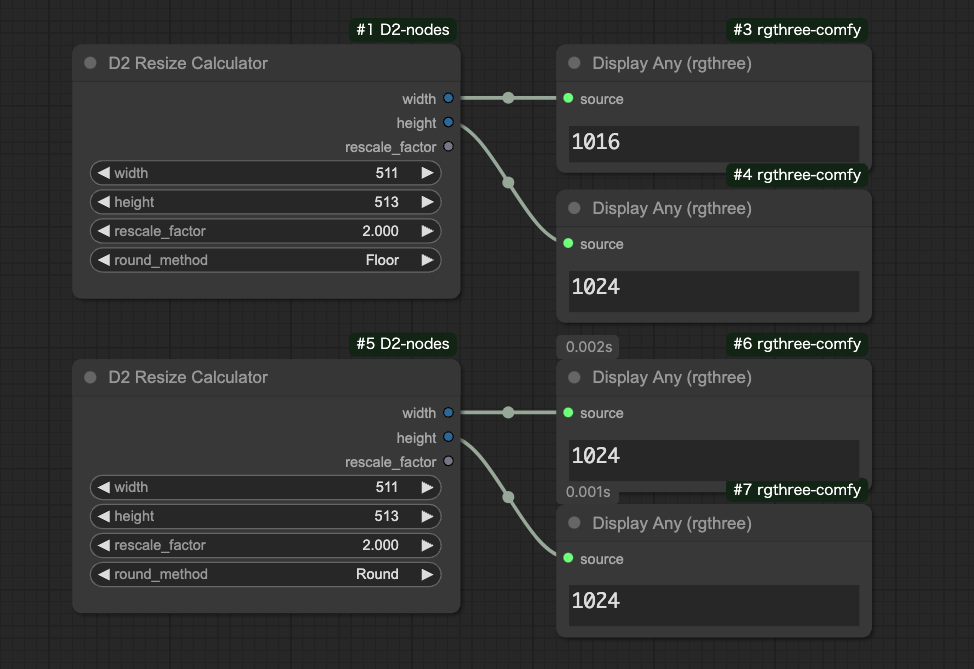 #1 D2-nodes
D2 Resize Calculator
width
height
rescale_factor
width 511
height 513
rescale_factor 2.000
round_method Floor
#3 rgthree-comfy
Display Any (rgthree)
source
1016
#4 rgthree-comfy
Display Any (rgthree)
source
1024
#5 D2-nodes
D2 Resize Calculator
width
height
rescale_factor
width 511
height 513
rescale_factor 2.000
round_method Round
0.002s
#6 rgthree-comfy
Display Any (rgthree)
source
1024
0.001s
#7 rgthree-comfy
Display Any (rgthree)
source
1024